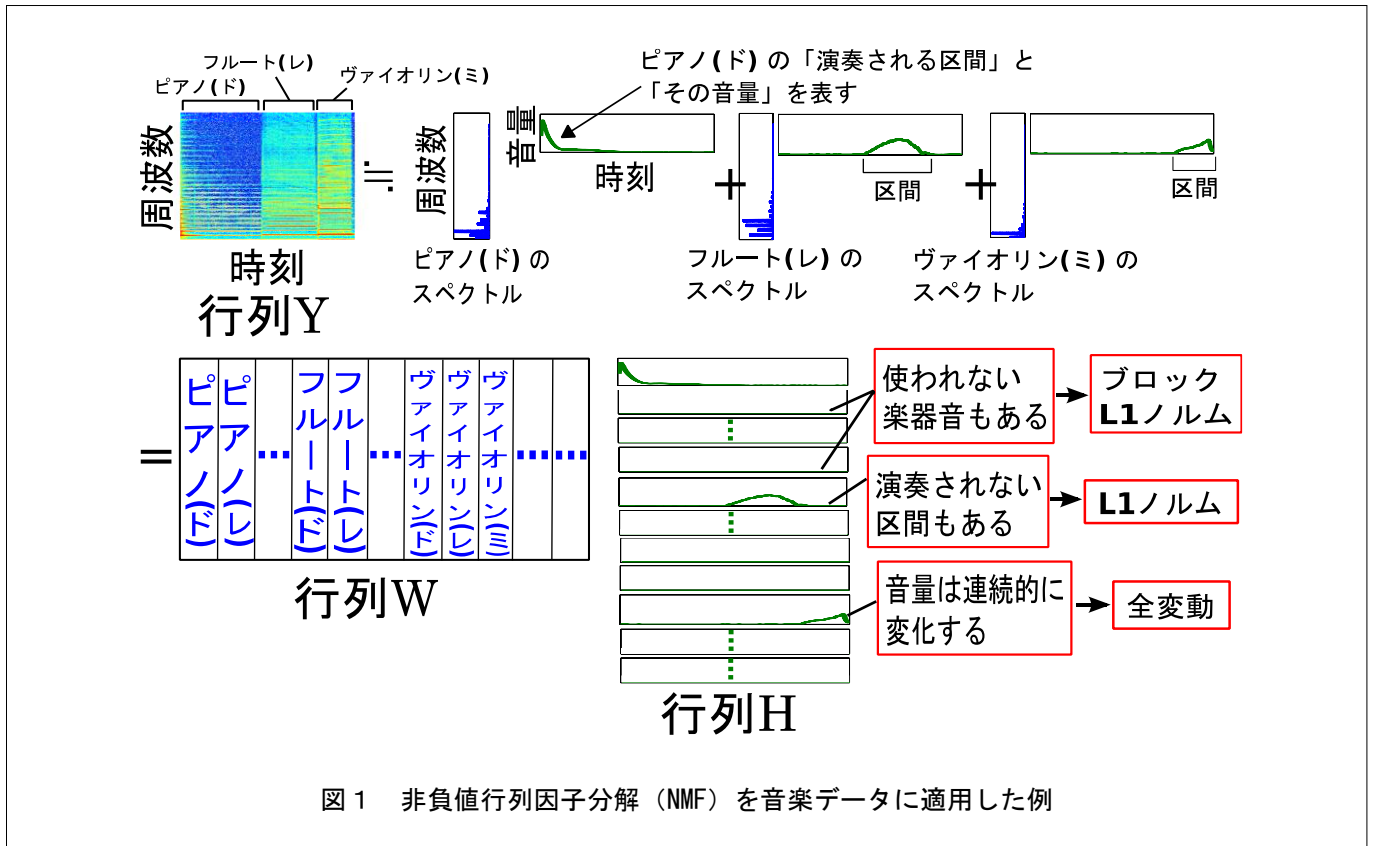 フルート(レ)
ピアノ(ド)
ヴァイオリン(ミ)
ピアノ(ド) の「演奏される区間」と
「その音量」を表す
周波数
時刻
行列Y
≒
周波数
ピアノ(ド) の
スペクトル
音量
時刻
+
フルート(レ) の
スペクトル
区間
+
ヴァイオリン(ミ) の
スペクトル
区間
=
ピアノ(ド)
ピアノ(レ)
…
フルート(ド)
フルート(レ)
…
ヴァイオリン(ド)
ヴァイオリン(レ)
ヴァイオリン(ミ)
…
…
行列W
行列H
使われない
楽器音もある
ブロック
L1ノルム
演奏されない
区間もある
L1ノルム
音量は連続的に
変化する
全変動
図1 非負値行列因子分解(NMF)を音楽データに適用した例